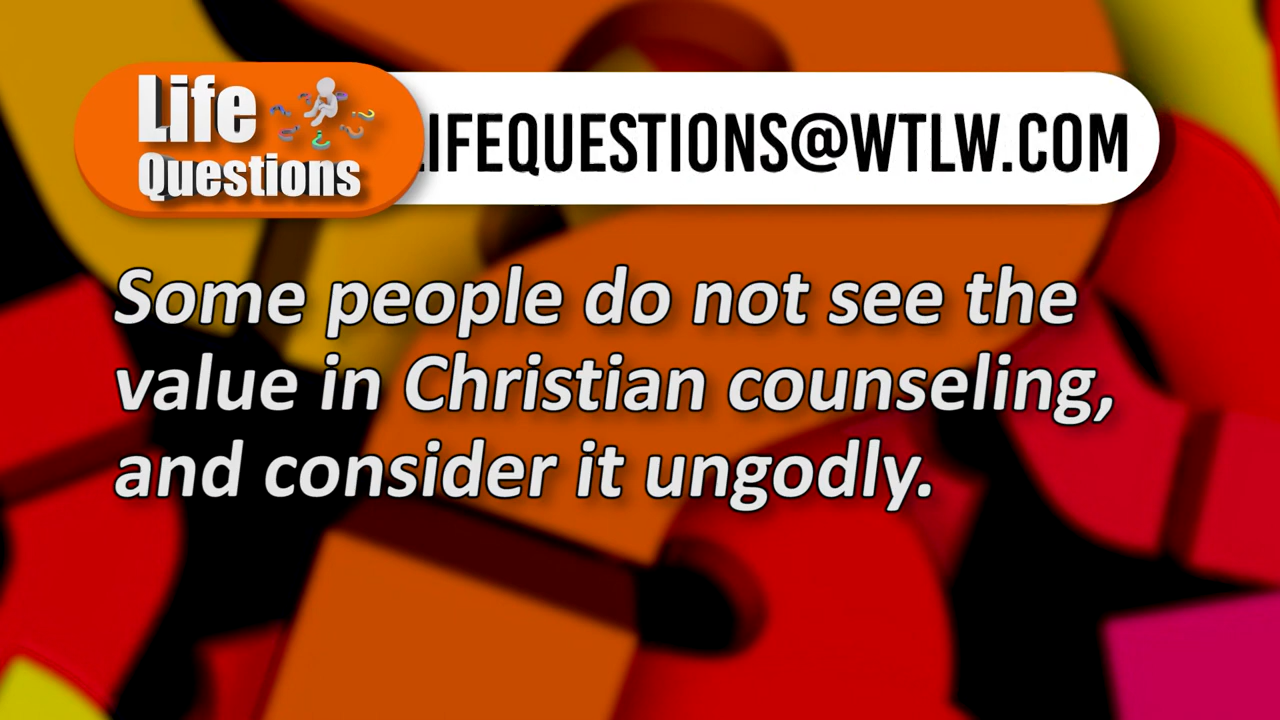 Life
Questions
LIFEQUESTIONS@WTLW.COM
Some people do not see the
value in Christian counseling,
and consider it ungodly.